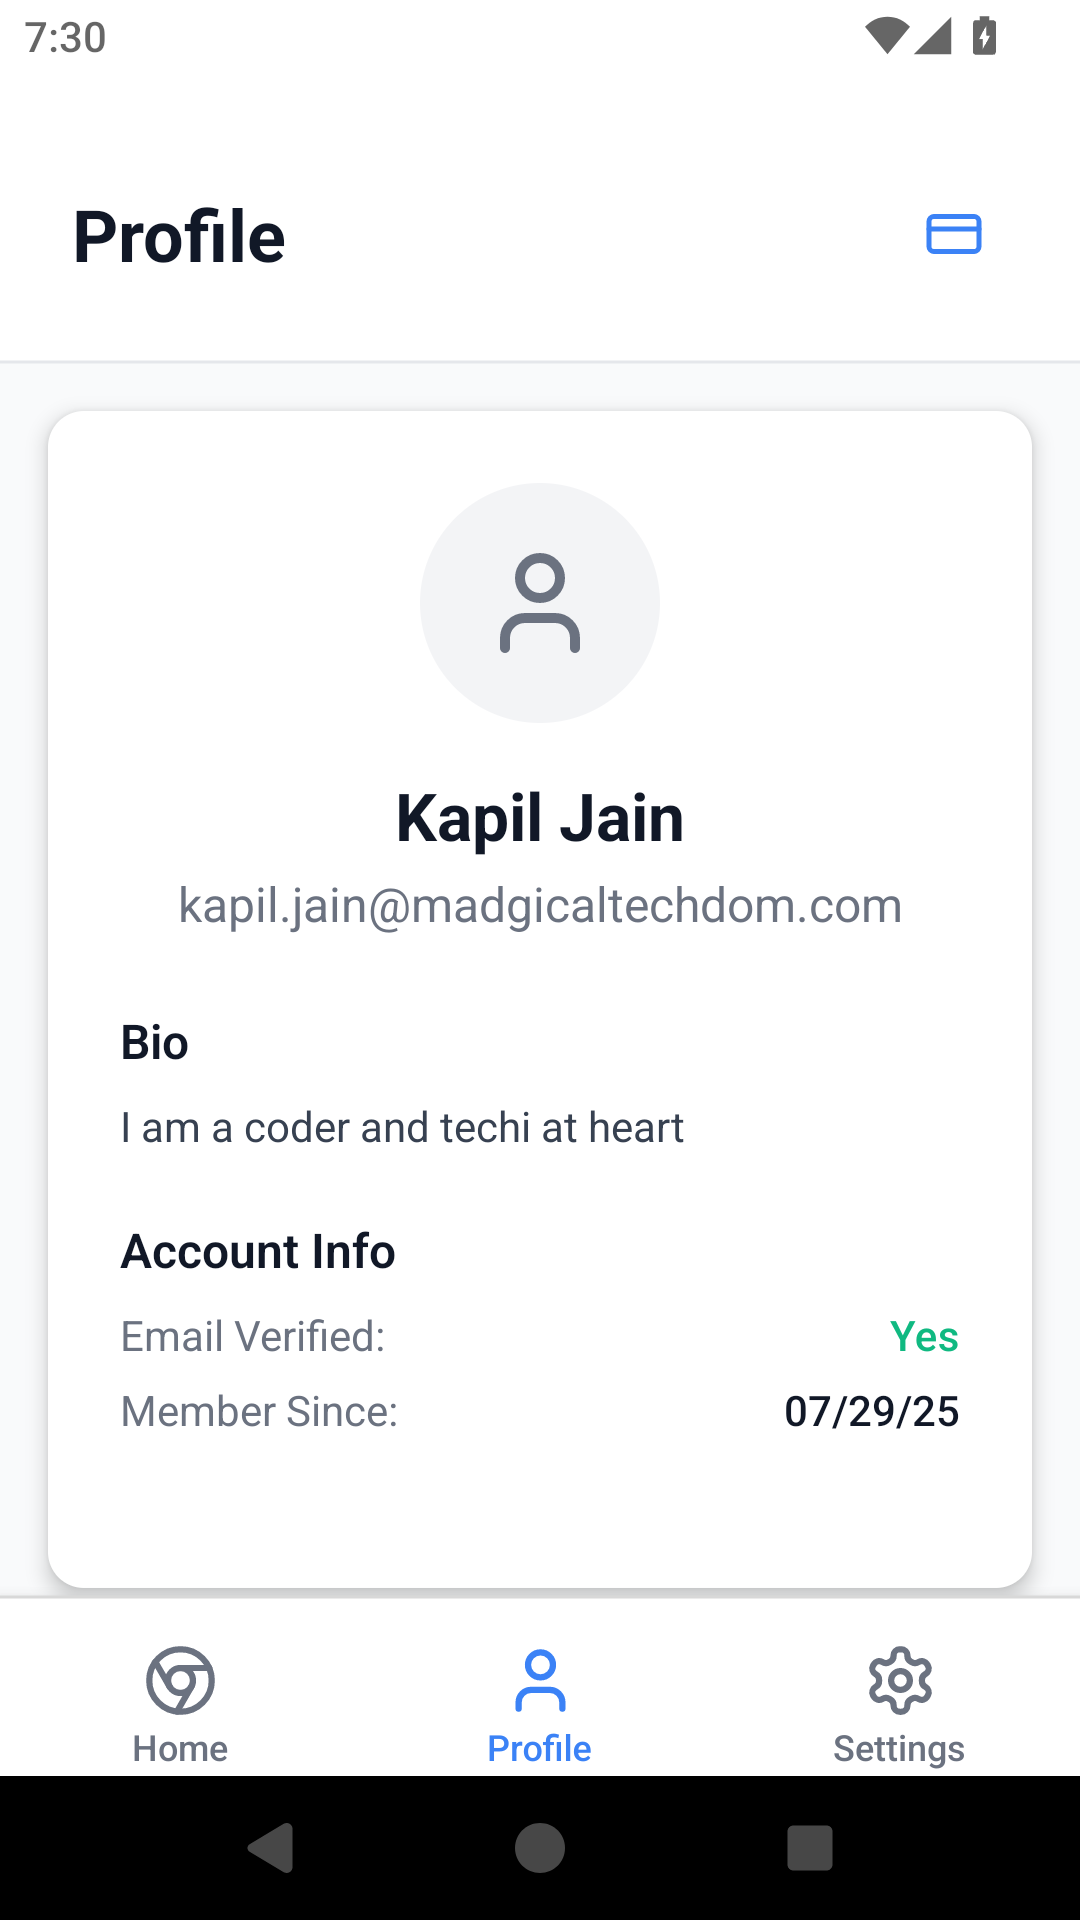 7:30
Profile
Kapil Jain
kapil.jain@madgicaltechdom.com
Bio
I am a coder and techi at heart
Account Info
Email Verified: Yes
Member Since: 07/29/25
Home Profile Settings